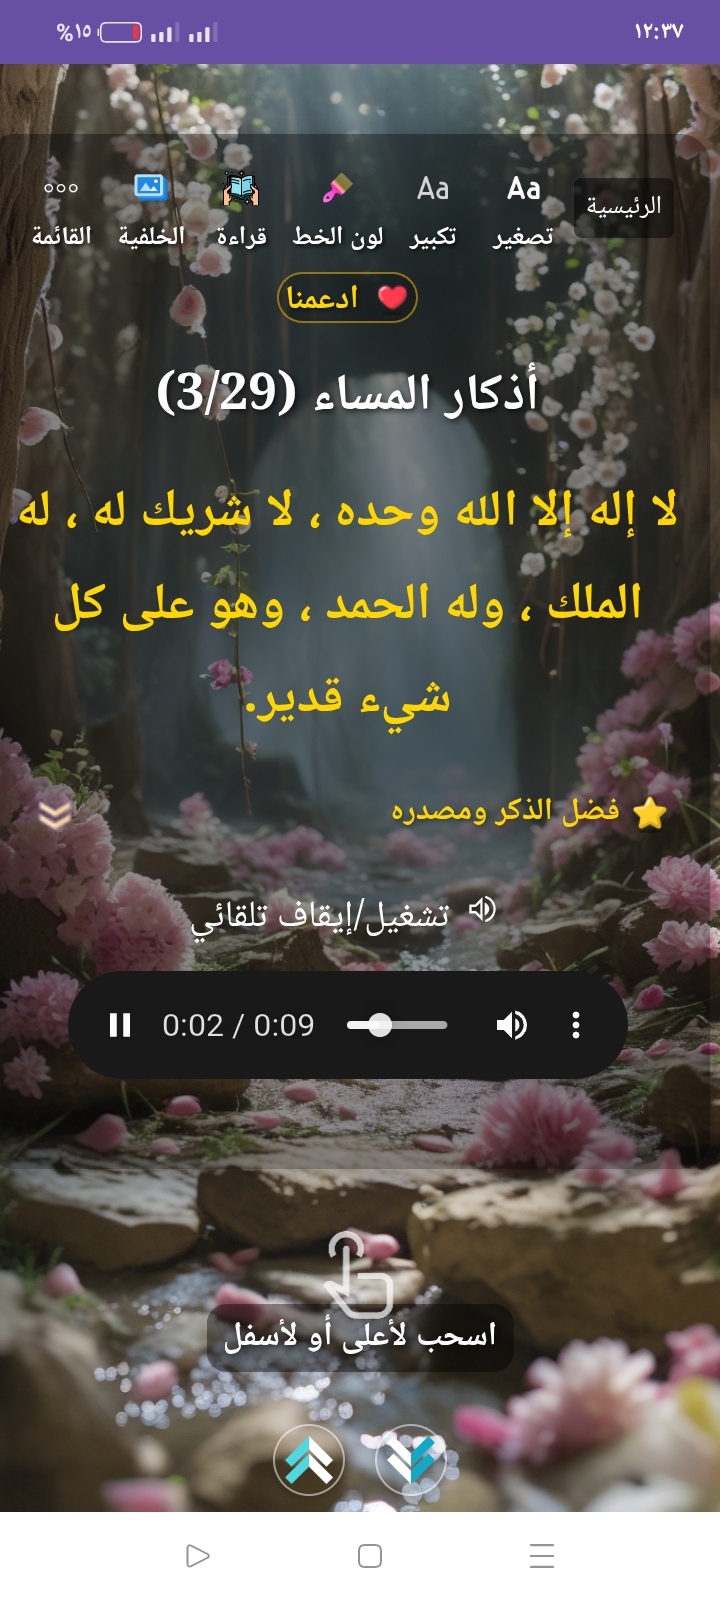 ١٢:٣٧
%١٥
الرئيسية
Aa Aa
تصغير تكبير لون الخط قراءة الخلفية القائمة
ادعمنا
أذكار المساء (3/29)
لا إله إلا الله وحده ، لا شريك له ، له
الملك ، وله الحمد ، وهو على كل
شيء قدير.
فضل الذكر ومصدره
تشغيل/إيقاف تلقائي
0:02 / 0:09
اسحب لأعلى أو لأسفل